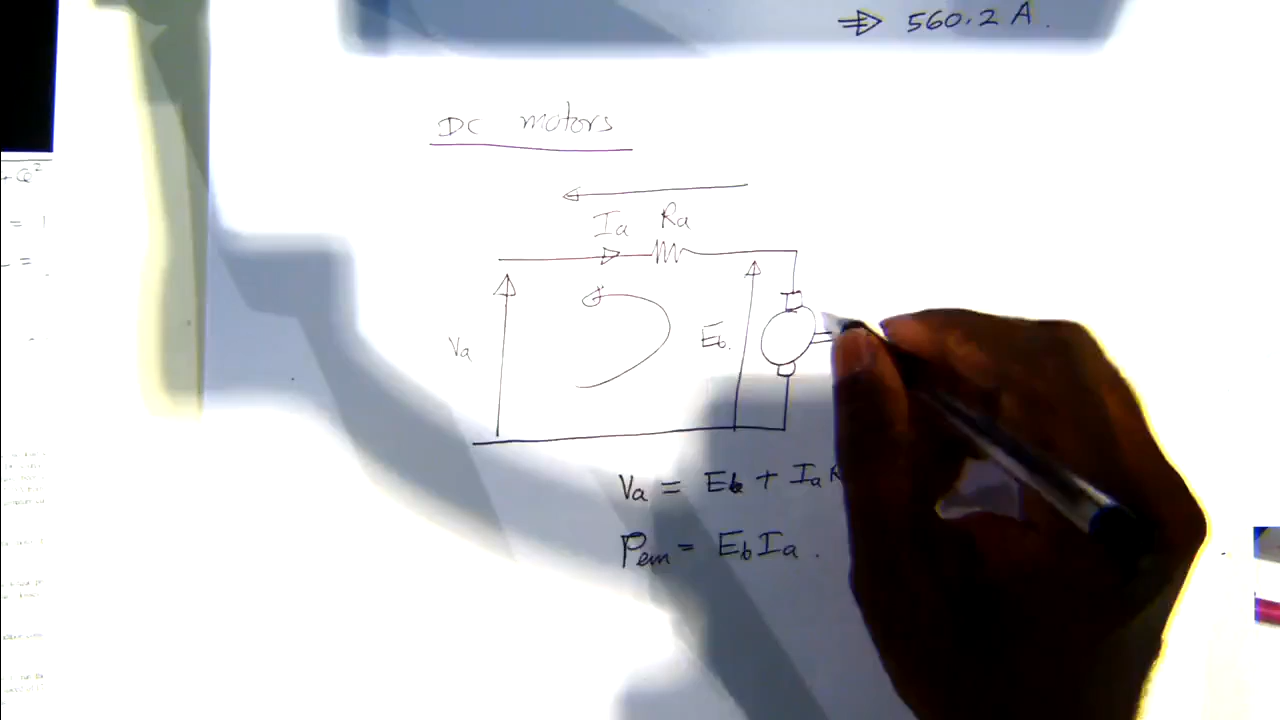 ⇒ 560.2 A.
DC motors
Ia Ra
Va
Eb.
Va = Eb + Ia R
Pem = Eb Ia.